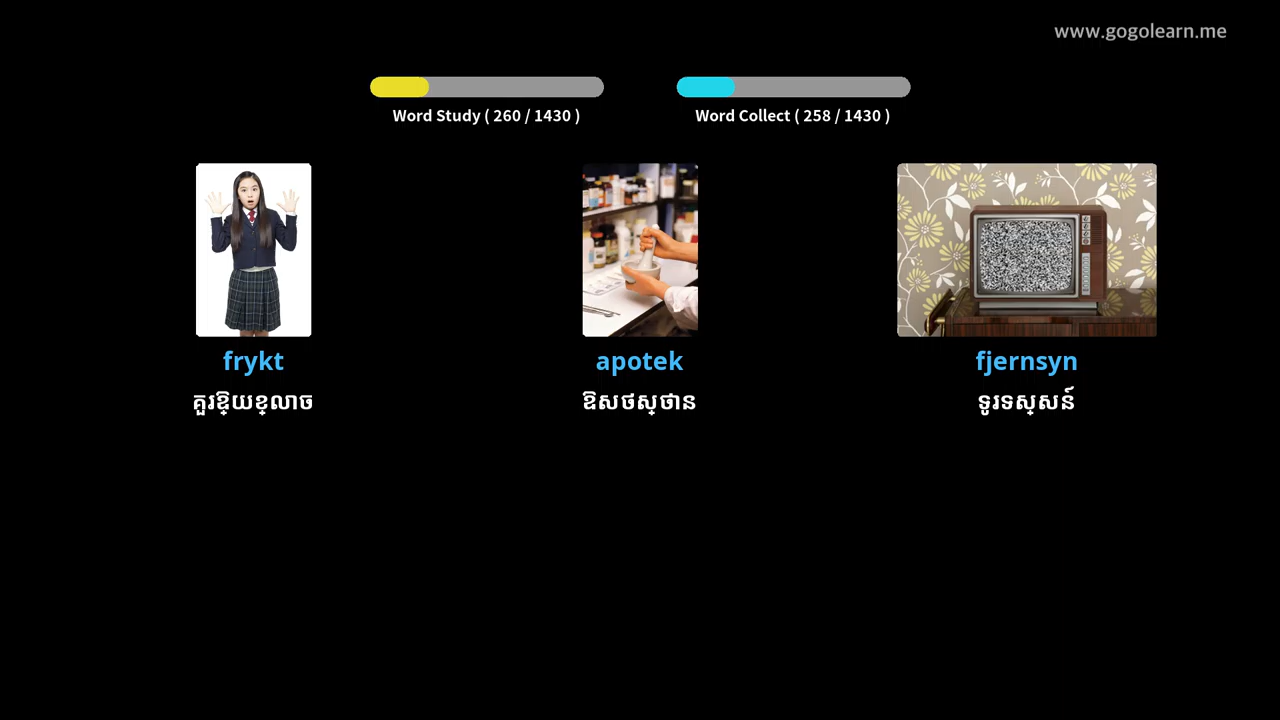 www.gogolearn.me
Word Study ( 260 / 1430 )
Word Collect ( 258 / 1430 )
frykt
apotek
fjernsyn
គួរឱ្យខ្លាច
ឱសថស្ថាន
ទូរទស្សន៍